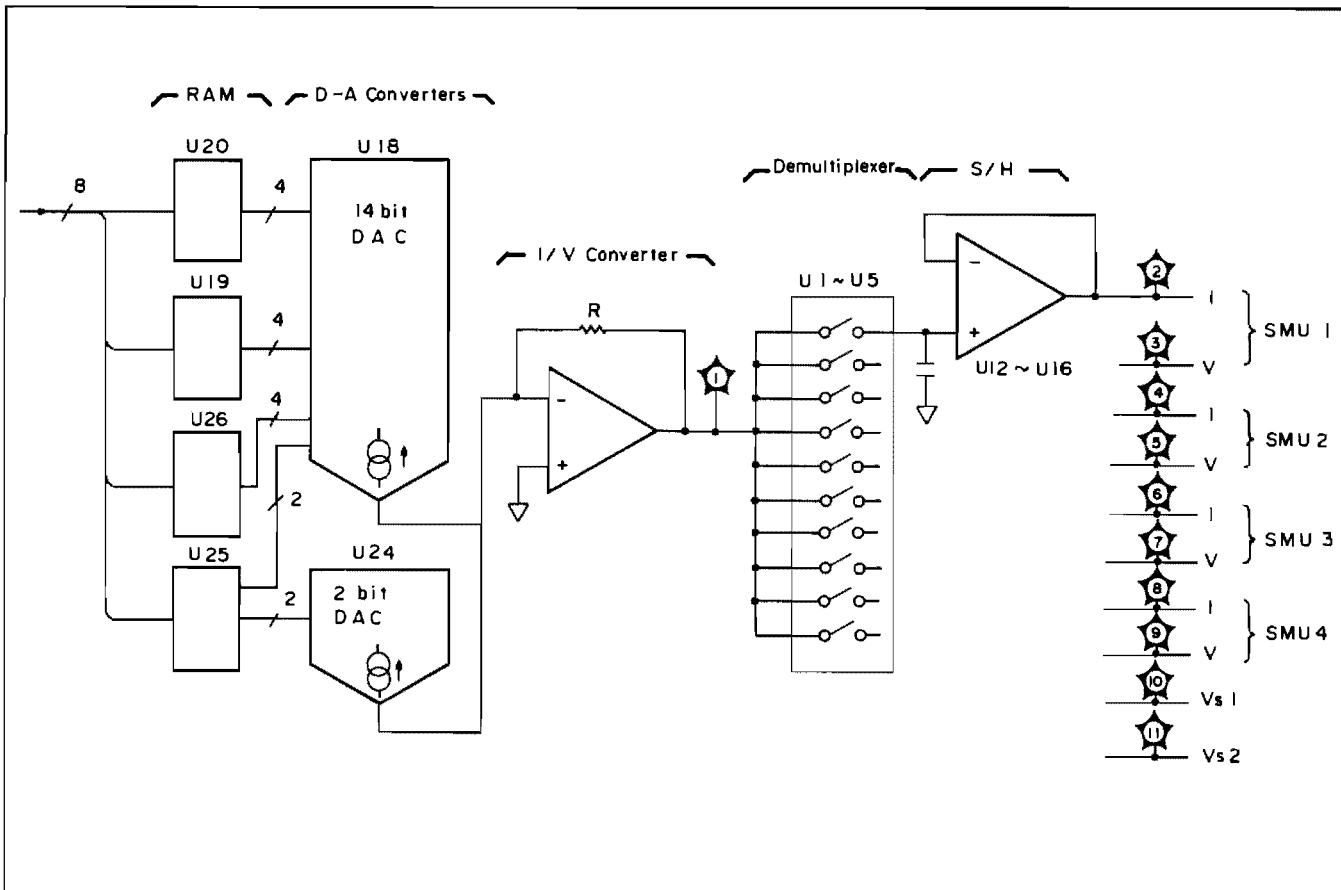 RAM
D-A Converters
U20
U18
8
4
14 bit
DAC
U19
4
U26
4
U25
2
2
U24
2 bit
DAC
I/V Converter
R
-
+
1
Demultiplexer
U1~U5
S/H
-
+
U12~U16
2
I
3
V
SMU 1
4
I
5
V
SMU 2
6
I
7
V
SMU 3
8
I
9
V
SMU 4
10
Vs 1
11
Vs 2